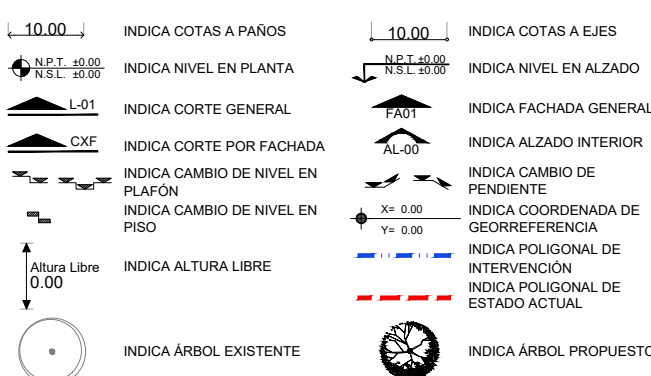 10.00 INDICA COTAS A PAÑOS
10.00 INDICA COTAS A EJES
N.P.T. ±0.00
N.S.L. ±0.00
INDICA NIVEL EN PLANTA
N.P.T.±0.00
N.S.L. ±0.00
INDICA NIVEL EN ALZADO
L-01 INDICA CORTE GENERAL
FA01 INDICA FACHADA GENERAL
CXF INDICA CORTE POR FACHADA
AL-00 INDICA ALZADO INTERIOR
INDICA CAMBIO DE NIVEL EN
PLAFÓN
INDICA CAMBIO DE
PENDIENTE
INDICA CAMBIO DE NIVEL EN
PISO
X= 0.00
Y= 0.00
INDICA COORDENADA DE
GEORREFERENCIA
Altura Libre
0.00
INDICA ALTURA LIBRE
INDICA POLIGONAL DE
INTERVENCIÓN
INDICA POLIGONAL DE
ESTADO ACTUAL
INDICA ÁRBOL EXISTENTE
INDICA ÁRBOL PROPUESTO